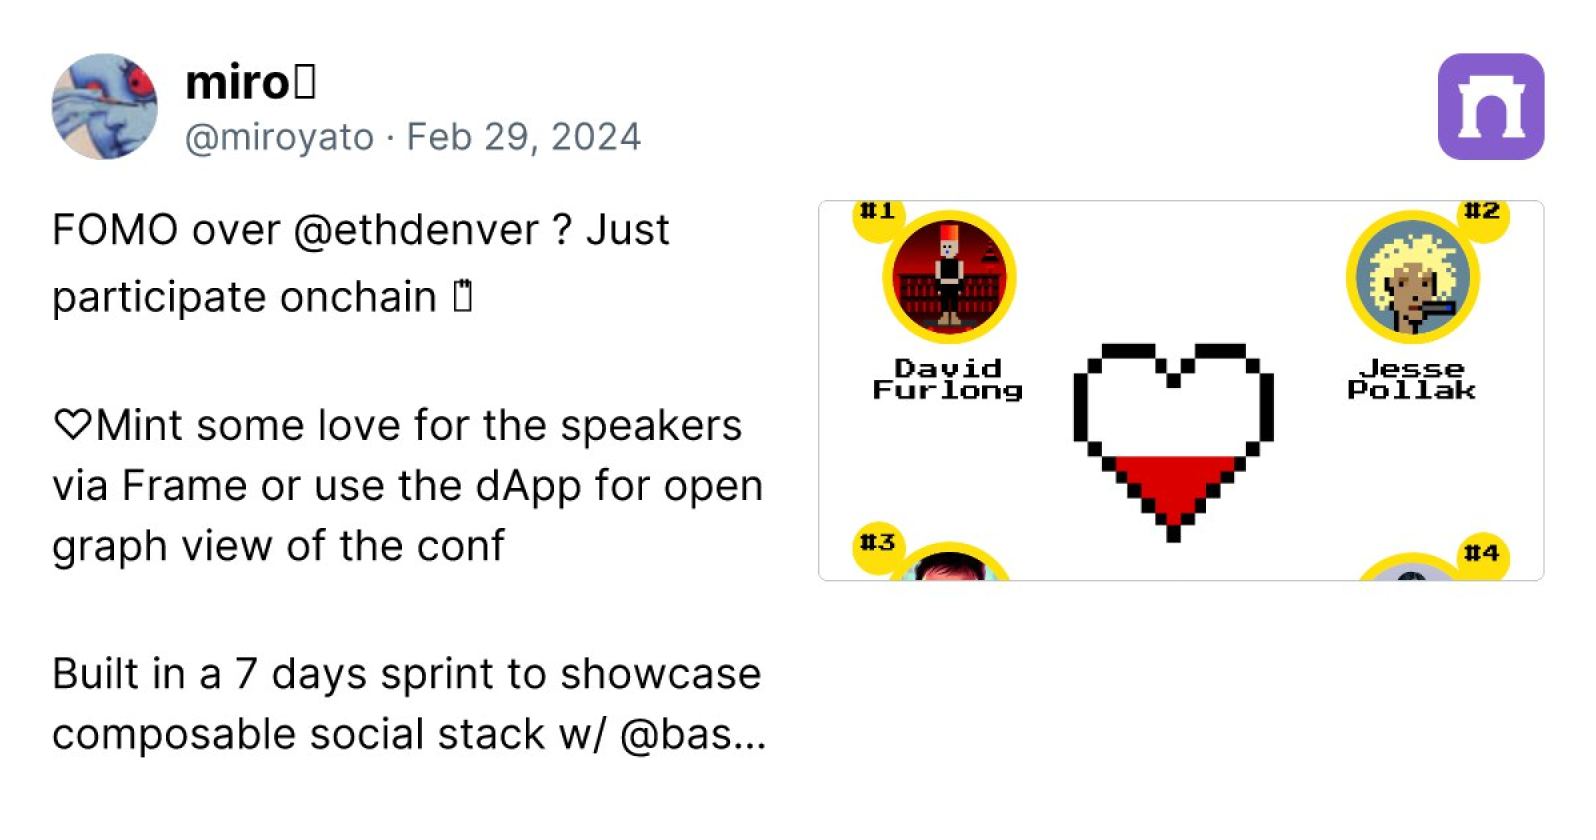 miro
@miroyato · Feb 29, 2024
FOMO over @ethdenver ? Just
participate onchain
♡Mint some love for the speakers
via Frame or use the dApp for open
graph view of the conf
Built in a 7 days sprint to showcase
composable social stack w/ @bas...
#1
#2
David
Furlong
Jesse
Pollak
#3
#4